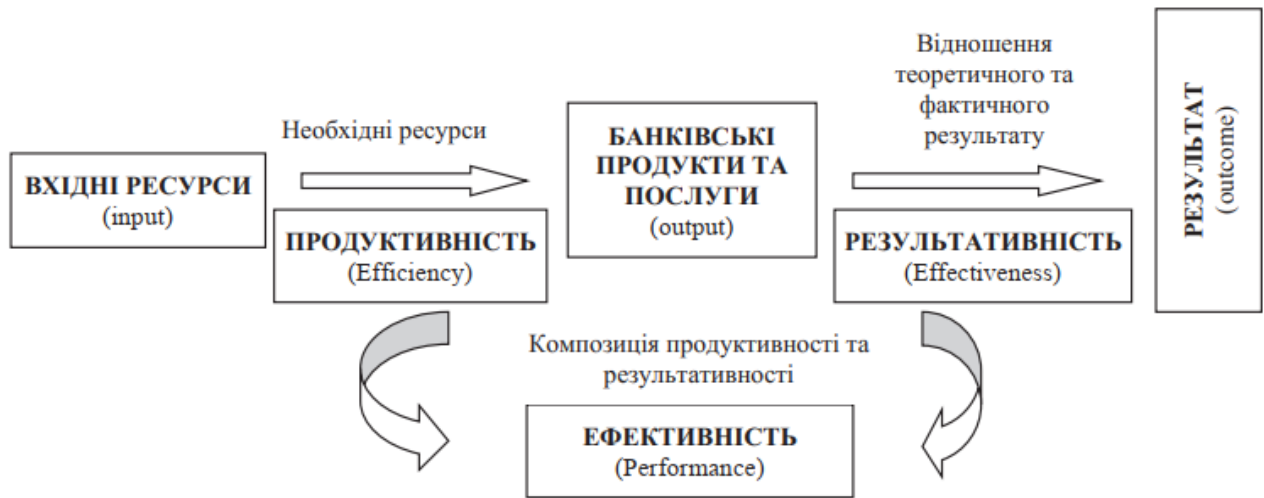 ВХІДНІ РЕСУРСИ
(input)
Необхідні ресурси
ПРОДУКТИВНІСТЬ
(Efficiency)
БАНКІВСЬКІ
ПРОДУКТИ ТА
ПОСЛУГИ
(output)
Відношення
теоретичного та
фактичного
результату
РЕЗУЛЬТАТИВНІСТЬ
(Effectiveness)
РЕЗУЛЬТАТ
(outcome)
Композиція продуктивності та
результативності
ЕФЕКТИВНІСТЬ
(Performance)